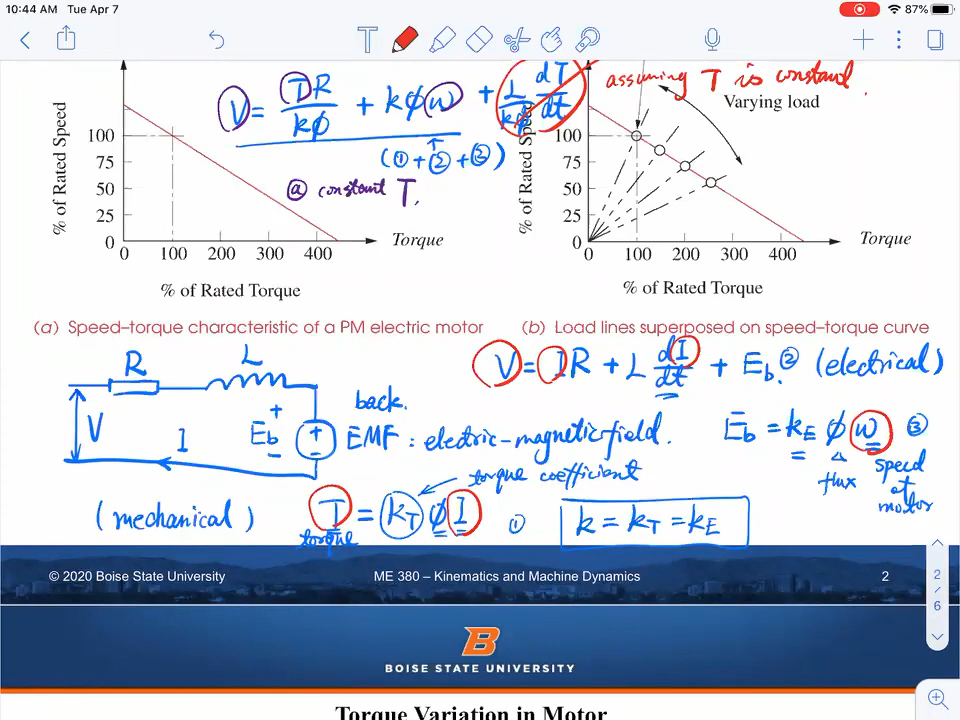 10:44 AM Tue Apr 7 87%
T
V = TR/kϕ + kϕω + L/kϕ dT/dt
(① + ② + ③)
@ constant T.
assuming T is constant.
Varying load
% of Rated Speed
100
75
50
25
0
0 100 200 300 400
Torque
% of Rated Torque
% of Rated Speed
100
75
50
25
0
0 100 200 300 400
Torque
% of Rated Torque
(a) Speed–torque characteristic of a PM electric motor
(b) Load lines superposed on speed–torque curve
R L
V I + Eb − +
V = IR + L dI/dt + Eb ② (electrical)
back.
EMF : electric-magnetic field.
Eb = kE ϕ ω ③
flux
speed
of
motor
torque coefficient
(mechanical) T = kT ϕ I ①
torque
k = kT = kE
© 2020 Boise State University
ME 380 – Kinematics and Machine Dynamics
2
2
/
6
B
BOISE STATE UNIVERSITY
Torque Variation in Motor